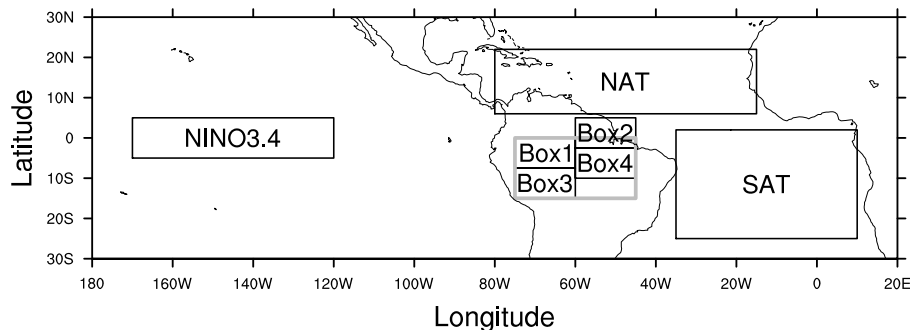 30N
20N
10N
0
10S
20S
30S
Latitude
NAT
NINO3.4
Box2
Box1
Box4
Box3
SAT
180 160W 140W 120W 100W 80W 60W 40W 20W 0 20E
Longitude